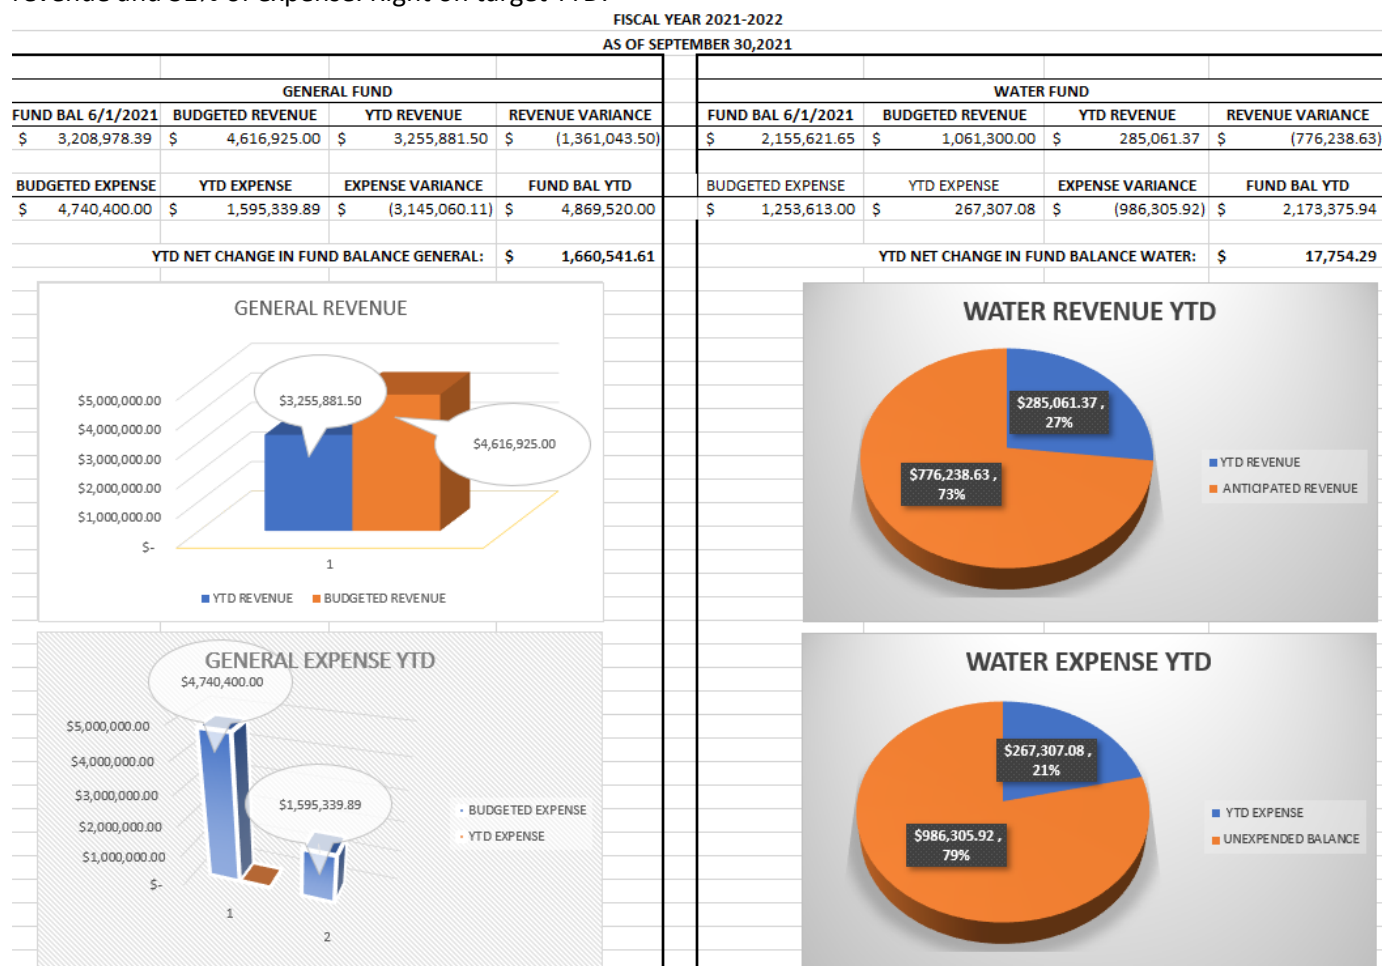 FISCAL YEAR 2021-2022
AS OF SEPTEMBER 30,2021
GENERAL FUND
FUND BAL 6/1/2021 BUDGETED REVENUE YTD REVENUE REVENUE VARIANCE
$ 3,208,978.39 $ 4,616,925.00 $ 3,255,881.50 $ (1,361,043.50)
BUDGETED EXPENSE YTD EXPENSE EXPENSE VARIANCE FUND BAL YTD
$ 4,740,400.00 $ 1,595,339.89 $ (3,145,060.11) $ 4,869,520.00
YTD NET CHANGE IN FUND BALANCE GENERAL: $ 1,660,541.61
WATER FUND
FUND BAL 6/1/2021 BUDGETED REVENUE YTD REVENUE REVENUE VARIANCE
$ 2,155,621.65 $ 1,061,300.00 $ 285,061.37 $ (776,238.63)
BUDGETED EXPENSE YTD EXPENSE EXPENSE VARIANCE FUND BAL YTD
$ 1,253,613.00 $ 267,307.08 $ (986,305.92) $ 2,173,375.94
YTD NET CHANGE IN FUND BALANCE WATER: $ 17,754.29
GENERAL REVENUE
$3,255,881.50
$4,616,925.00
$5,000,000.00
$4,000,000.00
$3,000,000.00
$2,000,000.00
$1,000,000.00
$-
1
YTD REVENUE BUDGETED REVENUE
WATER REVENUE YTD
$285,061.37 ,
27%
$776,238.63 ,
73%
YTD REVENUE
ANTICIPATED REVENUE
GENERAL EXPENSE YTD
$4,740,400.00
$1,595,339.89
$5,000,000.00
$4,000,000.00
$3,000,000.00
$2,000,000.00
$1,000,000.00
$-
1
2
BUDGETED EXPENSE
YTD EXPENSE
WATER EXPENSE YTD
$267,307.08 ,
21%
$986,305.92 ,
79%
YTD EXPENSE
UNEXPENDED BALANCE